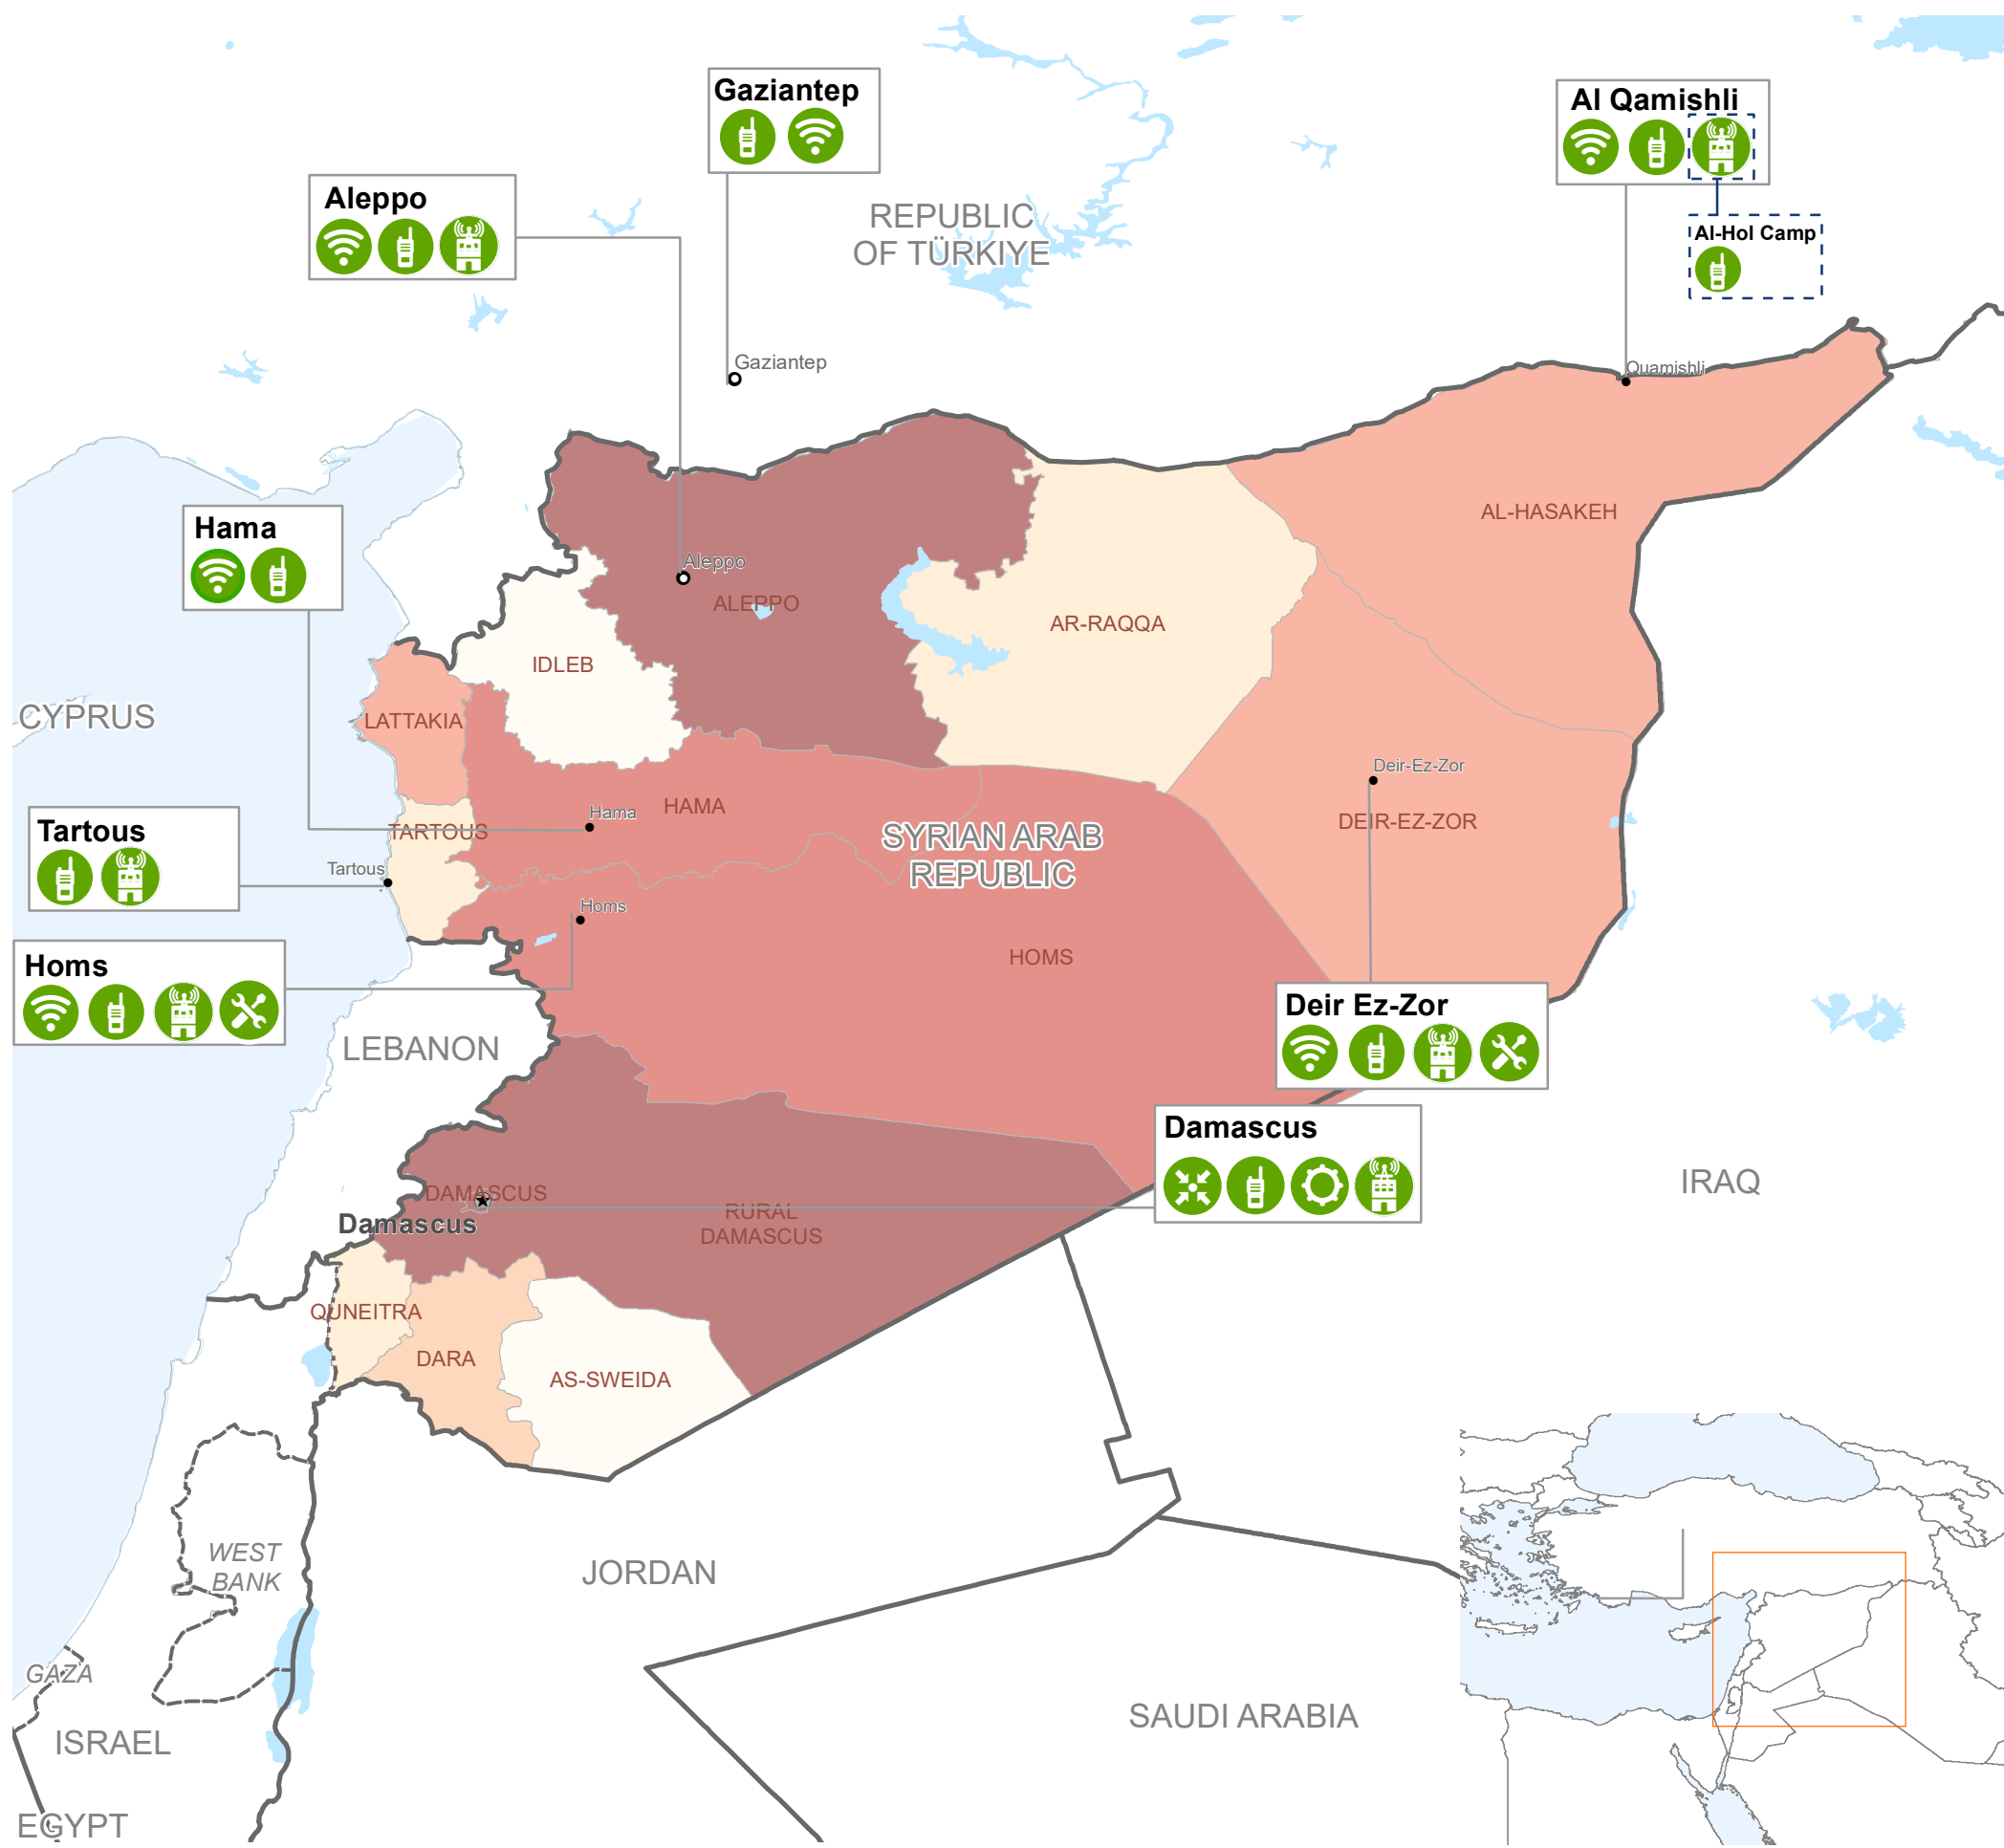 Gaziantep
Al Qamishli
Aleppo
REPUBLIC
OF TÜRKIYE
Al-Hol Camp
Gaziantep
Quamishli
Hama
AL-HASAKEH
Aleppo
ALEPPO
AR-RAQQA
IDLEB
CYPRUS
LATTAKIA
Deir-Ez-Zor
Hama
HAMA
DEIR-EZ-ZOR
Tartous
TARTOUS
SYRIAN ARAB
REPUBLIC
Tartous
Homs
Homs
HOMS
Deir Ez-Zor
LEBANON
Damascus
IRAQ
DAMASCUS
Damascus
RURAL
DAMASCUS
QUNEITRA
DARA
AS-SWEIDA
WEST
BANK
JORDAN
GAZA
SAUDI ARABIA
ISRAEL
EGYPT